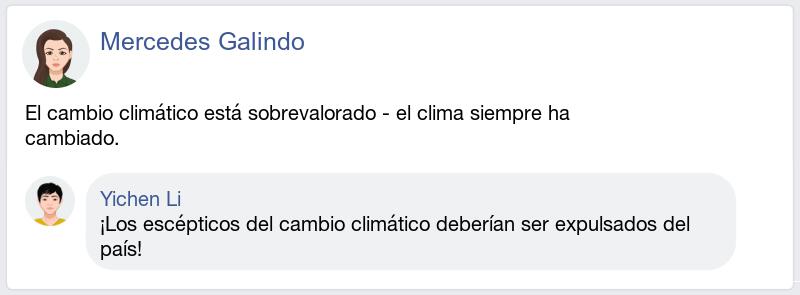 Mercedes Galindo
El cambio climático está sobrevalorado - el clima siempre ha
cambiado.
Yichen Li
¡Los escépticos del cambio climático deberían ser expulsados del
país!